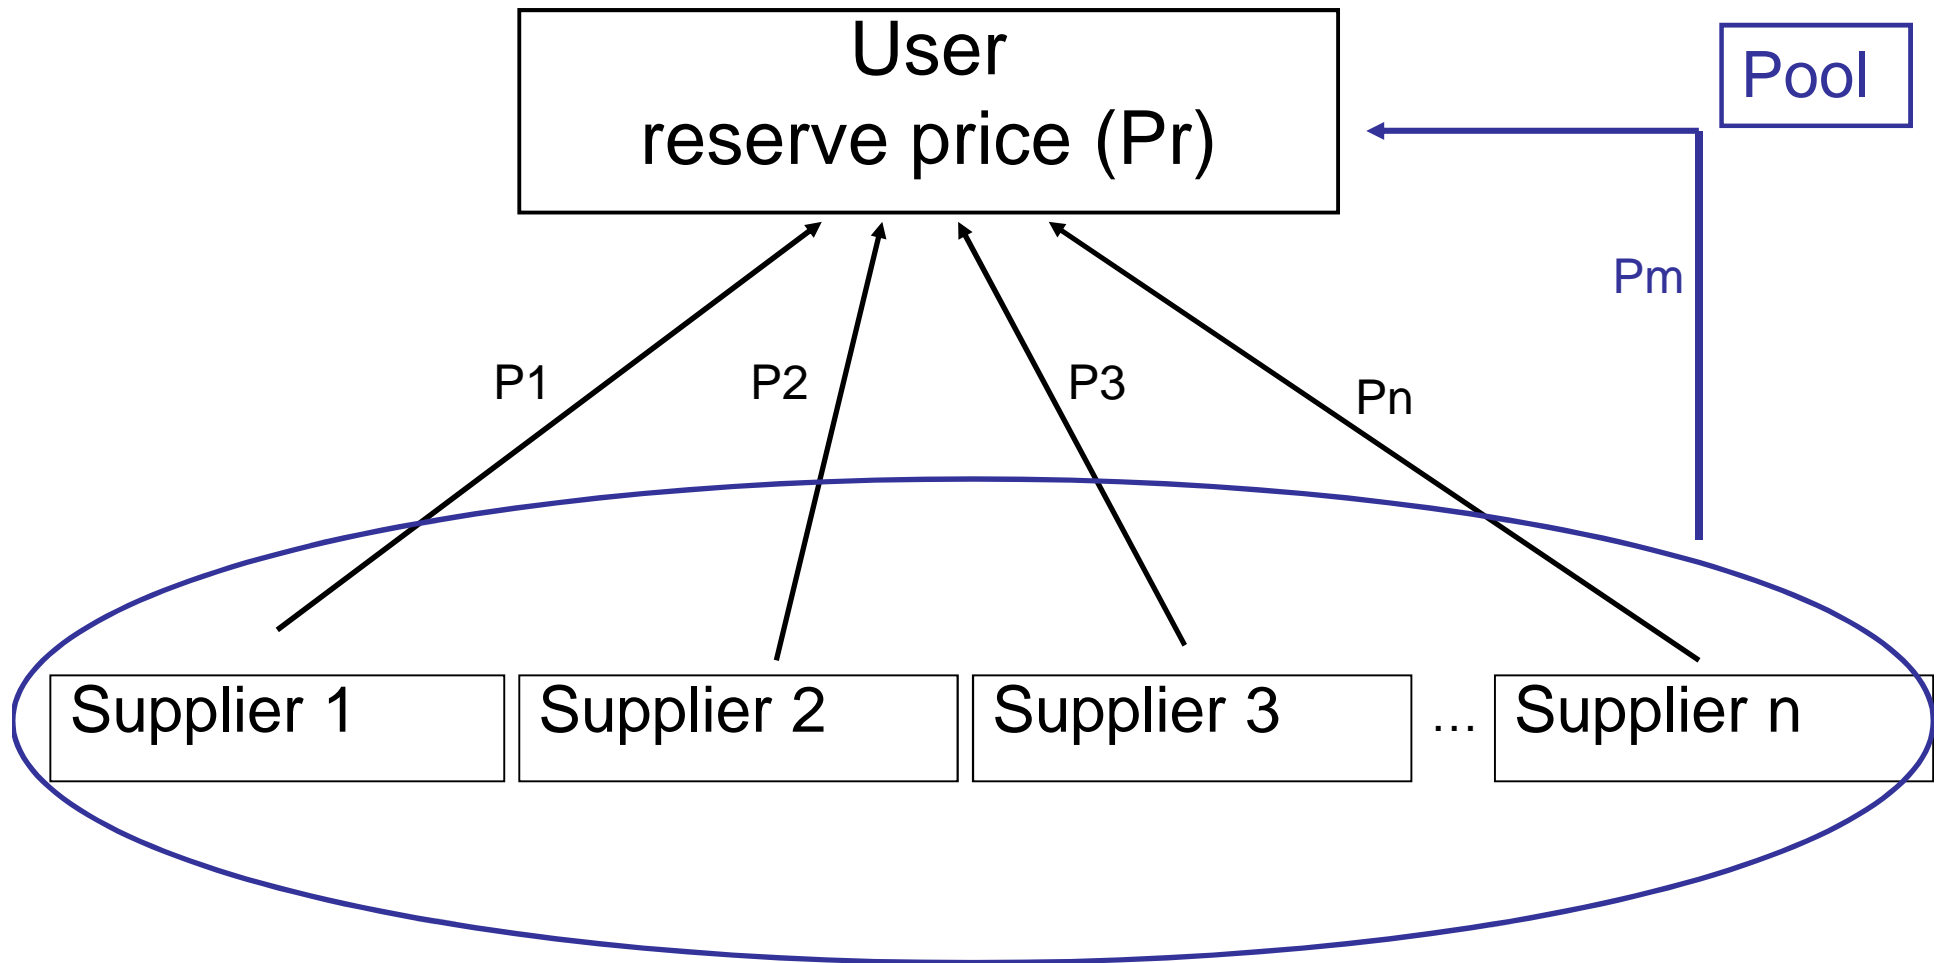 User
reserve price (Pr)
Pool
Pm
P1
P2
P3
Pn
Supplier 1
Supplier 2
Supplier 3
...
Supplier n